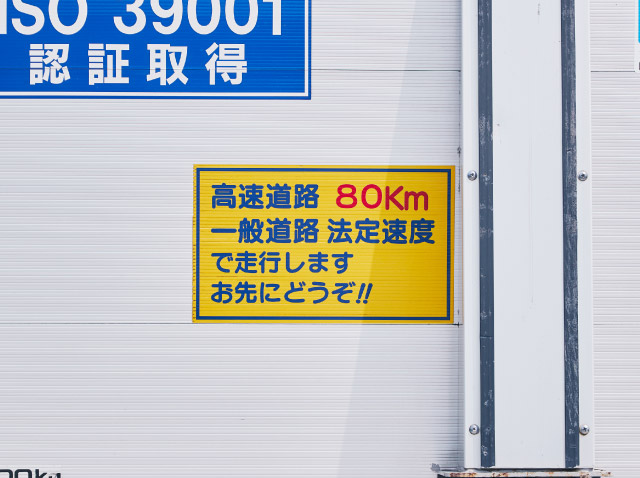 ISO 39001
認証取得
高速道路 80Km
一般道路 法定速度
で走行します
お先にどうぞ!!